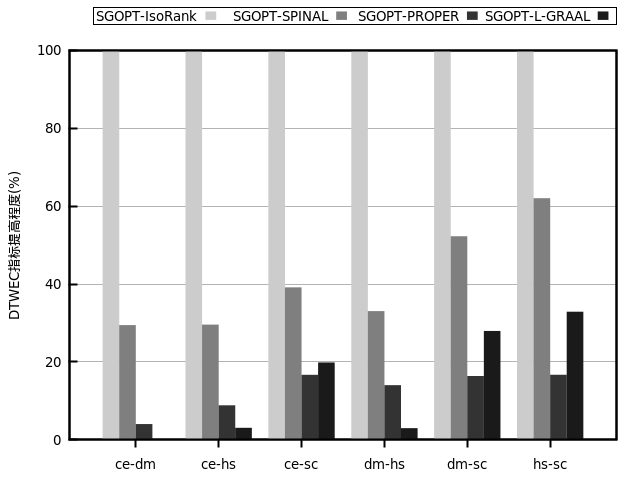 SGOPT-IsoRank SGOPT-SPINAL SGOPT-PROPER SGOPT-L-GRAAL
100
80
60
40
20
0
DTWEC指标提高程度(%)
ce-dm ce-hs ce-sc dm-hs dm-sc hs-sc